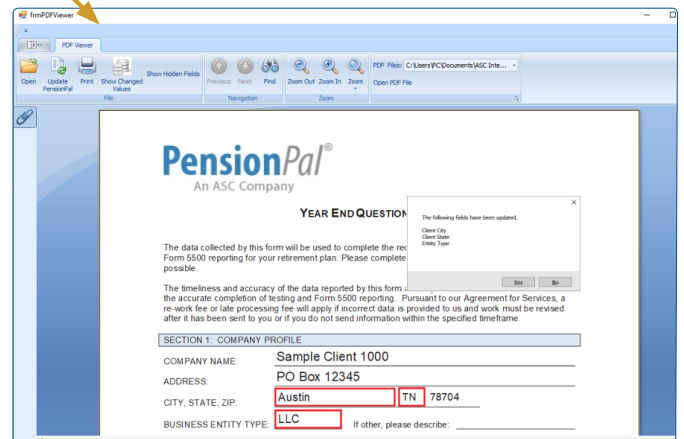 frmPDFViewer
PDF Viewer
Open
Update PensionPal
Print
Show Changed Values
Show Hidden Fields
Previous
Next
Find
Zoom Out
Zoom In
Zoom
PDF Files: C:\Users\PC\Documents\ASC Inte...
Open PDF File
File
Navigation
Zoom
PensionPal®
An ASC Company
YEAR END QUESTION
The following fields have been updated.
Client City
Client State
Entity Type
Yes
No
The data collected by this form will be used to complete the
Form 5500 reporting for your retirement plan. Please complete
possible.
The timeliness and accuracy of the data reported by this form
the accurate completion of testing and Form 5500 reporting. Pursuant to our Agreement for Services, a
re-work fee or late processing fee will apply if incorrect data is provided to us and work must be revised
after it has been sent to you or if you do not send information within the specified timeframe.
SECTION 1: COMPANY PROFILE
COMPANY NAME: Sample Client 1000
ADDRESS: PO Box 12345
CITY, STATE, ZIP: Austin TN 78704
BUSINESS ENTITY TYPE: LLC If other, please describe: